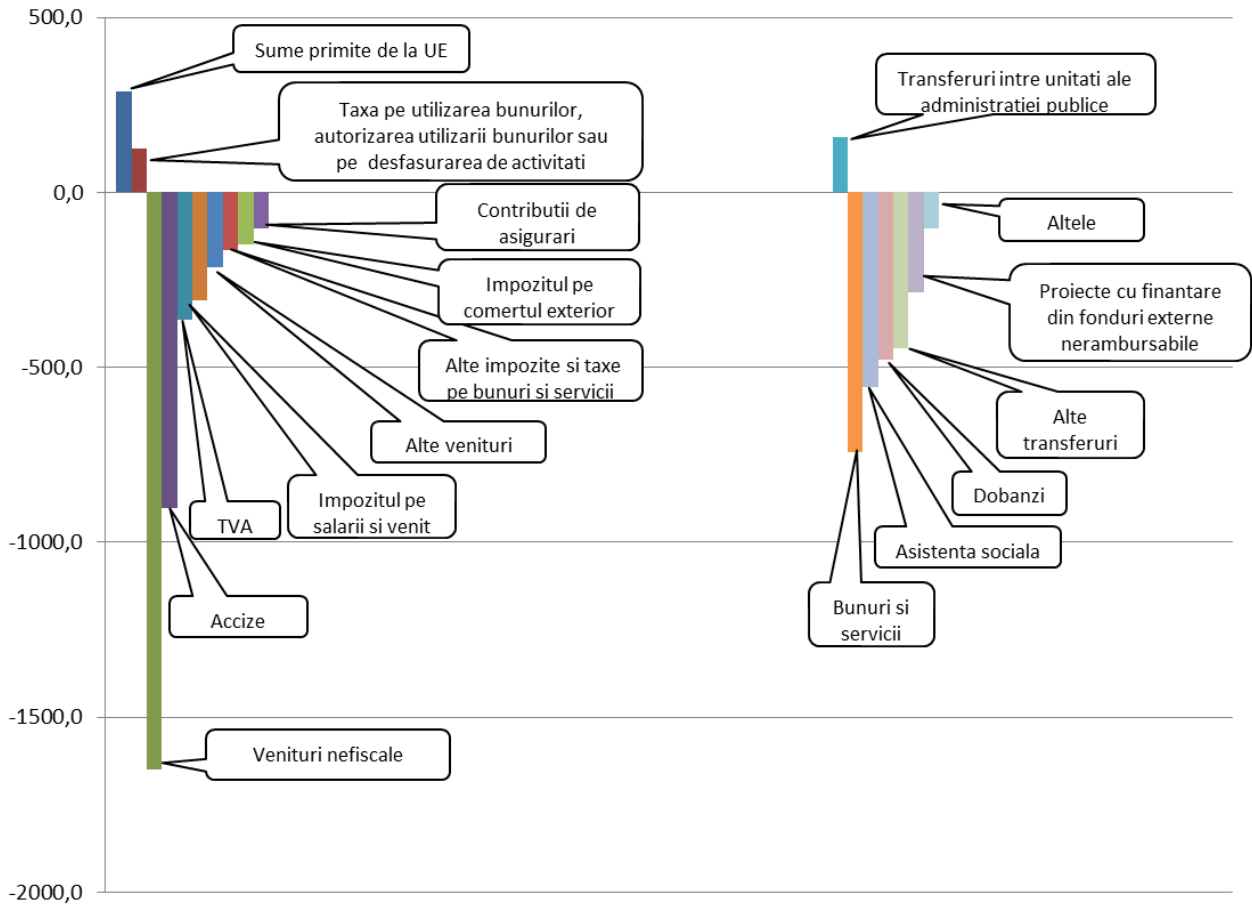 500,0
0,0
-500,0
-1000,0
-1500,0
-2000,0
Sume primite de la UE
Taxa pe utilizarea bunurilor,
autorizarea utilizarii bunurilor sau
pe desfasurarea de activitati
Contributii de
asigurari
Impozitul pe
comertul exterior
Alte impozite si taxe
pe bunuri si servicii
Alte venituri
Impozitul pe
salarii si venit
TVA
Accize
Venituri nefiscale
Transferuri intre unitati ale
administratiei publice
Altele
Proiecte cu finantare
din fonduri externe
nerambursabile
Alte
transferuri
Dobanzi
Asistenta sociala
Bunuri si
servicii